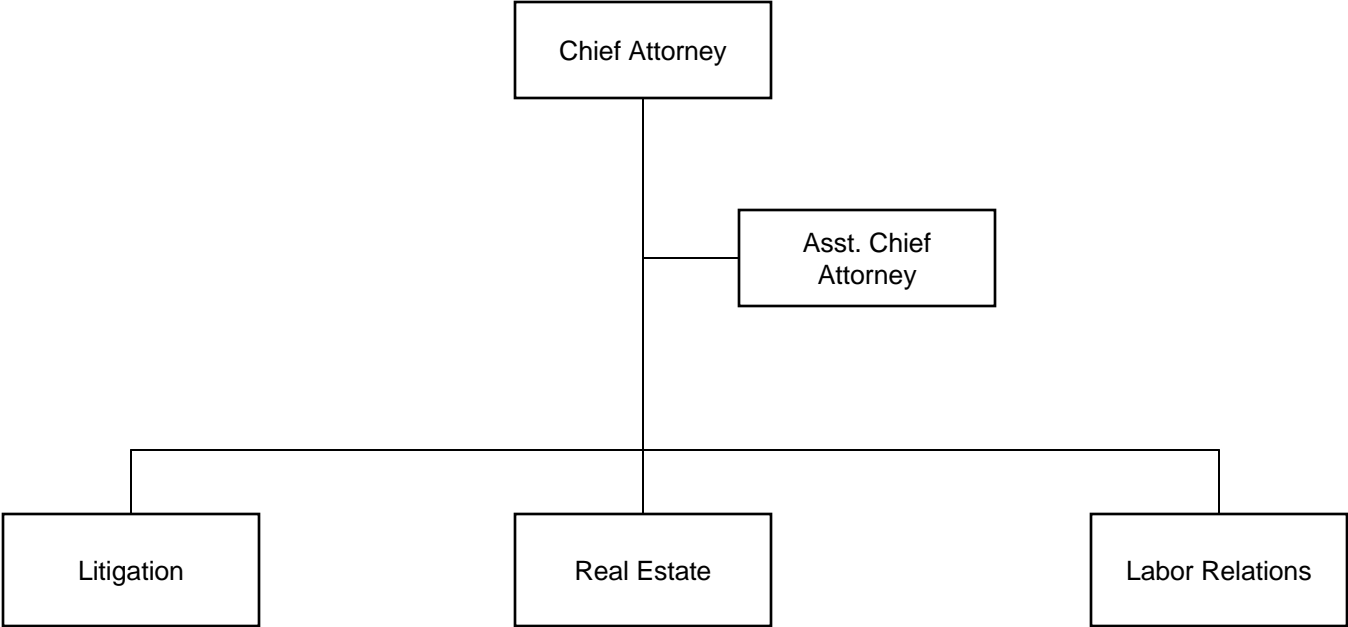 Chief Attorney
Asst. Chief
Attorney
Litigation
Real Estate
Labor Relations